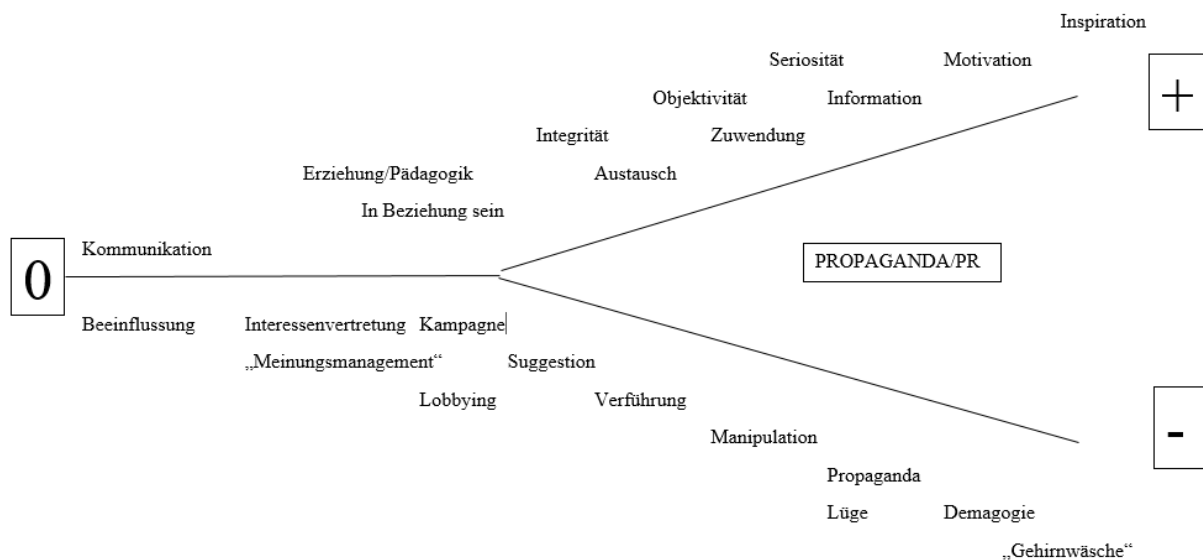 Inspiration
Seriosität Motivation
+
Objektivität Information
Integrität Zuwendung
Erziehung/Pädagogik Austausch
In Beziehung sein
Kommunikation
0
PROPAGANDA/PR
Beeinflussung Interessenvertretung Kampagne
„Meinungsmanagement“ Suggestion
Lobbying Verführung
-
Manipulation
Propaganda
Lüge Demagogie
„Gehirnwäsche“